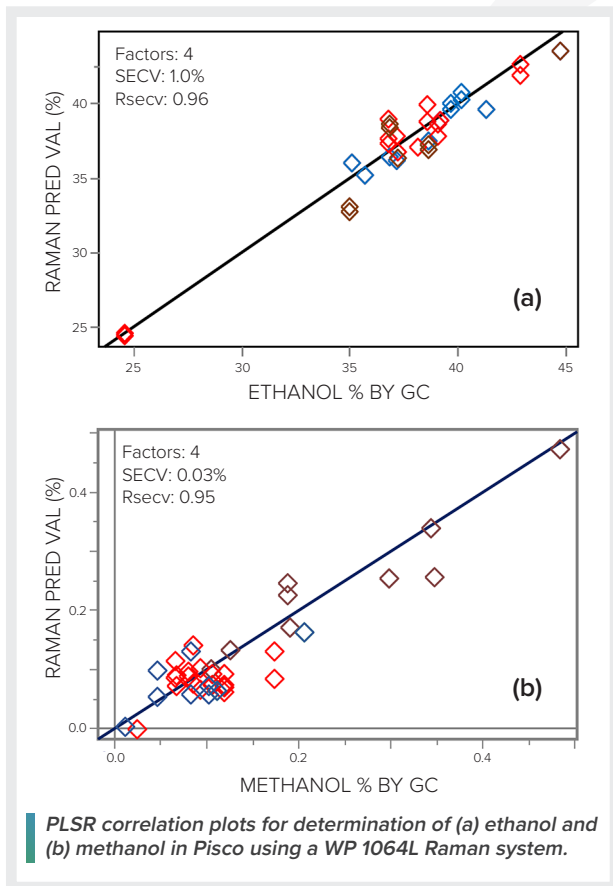 Factors: 4
SECV: 1.0%
Rsecv: 0.96
RAMAN PRED VAL (%)
40
35
30
25
(a)
25
30
35
40
45
ETHANOL % BY GC
Factors: 4
SECV: 0.03%
Rsecv: 0.95
RAMAN PRED VAL (%)
0.4
0.2
0.0
(b)
0.0
0.2
0.4
METHANOL % BY GC
PLSR correlation plots for determination of (a) ethanol and
(b) methanol in Pisco using a WP 1064L Raman system.